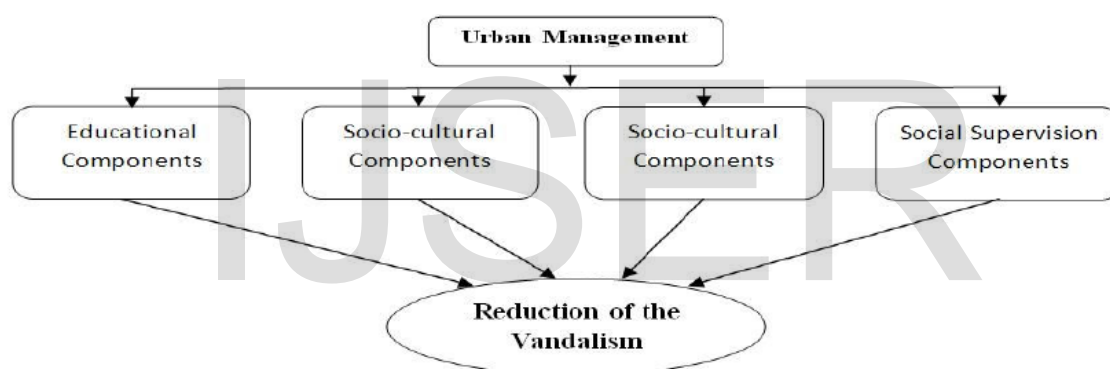 Urban Management
Educational
Components
Socio-cultural
Components
Socio-cultural
Components
Social Supervision
Components
IJSER
Reduction of the
Vandalism